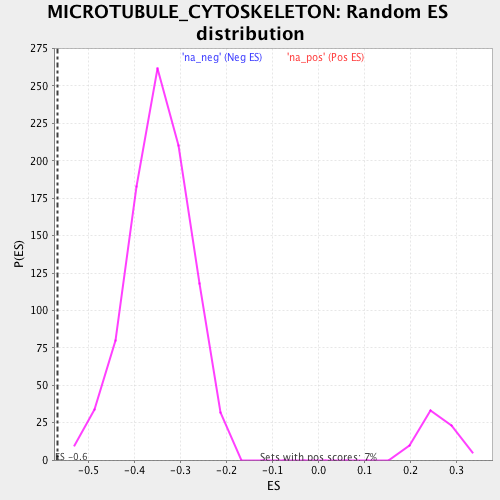 MICROTUBULE_CYTOSKELETON: Random ES
distribution
'na_neg' (Neg ES)
'na_pos' (Pos ES)
275
250
225
200
175
150
125
100
75
50
25
0
P(ES)
ES -0.6
Sets with pos scores: 7%
-0.5
-0.4
-0.3
-0.2
-0.1
0.0
0.1
0.2
0.3
ES